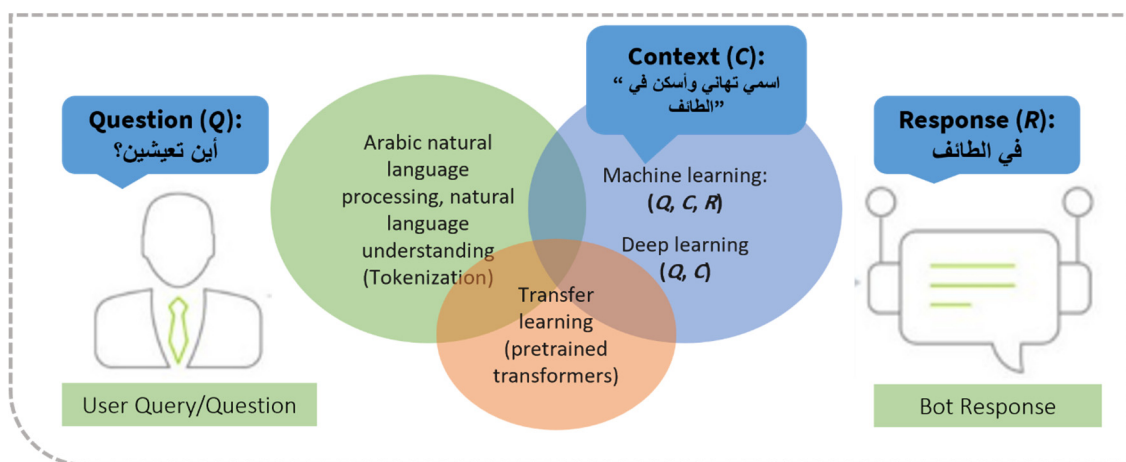 Question (Q):
أين تعيشين؟
Arabic natural
language
processing, natural
language
understanding
(Tokenization)
Context (C):
“ اسمي تهاني وأسكن في
الطائف”
Machine learning:
(Q, C, R)
Deep learning
(Q, C)
Transfer
learning
(pretrained
transformers)
Response (R):
في الطائف
User Query/Question
Bot Response